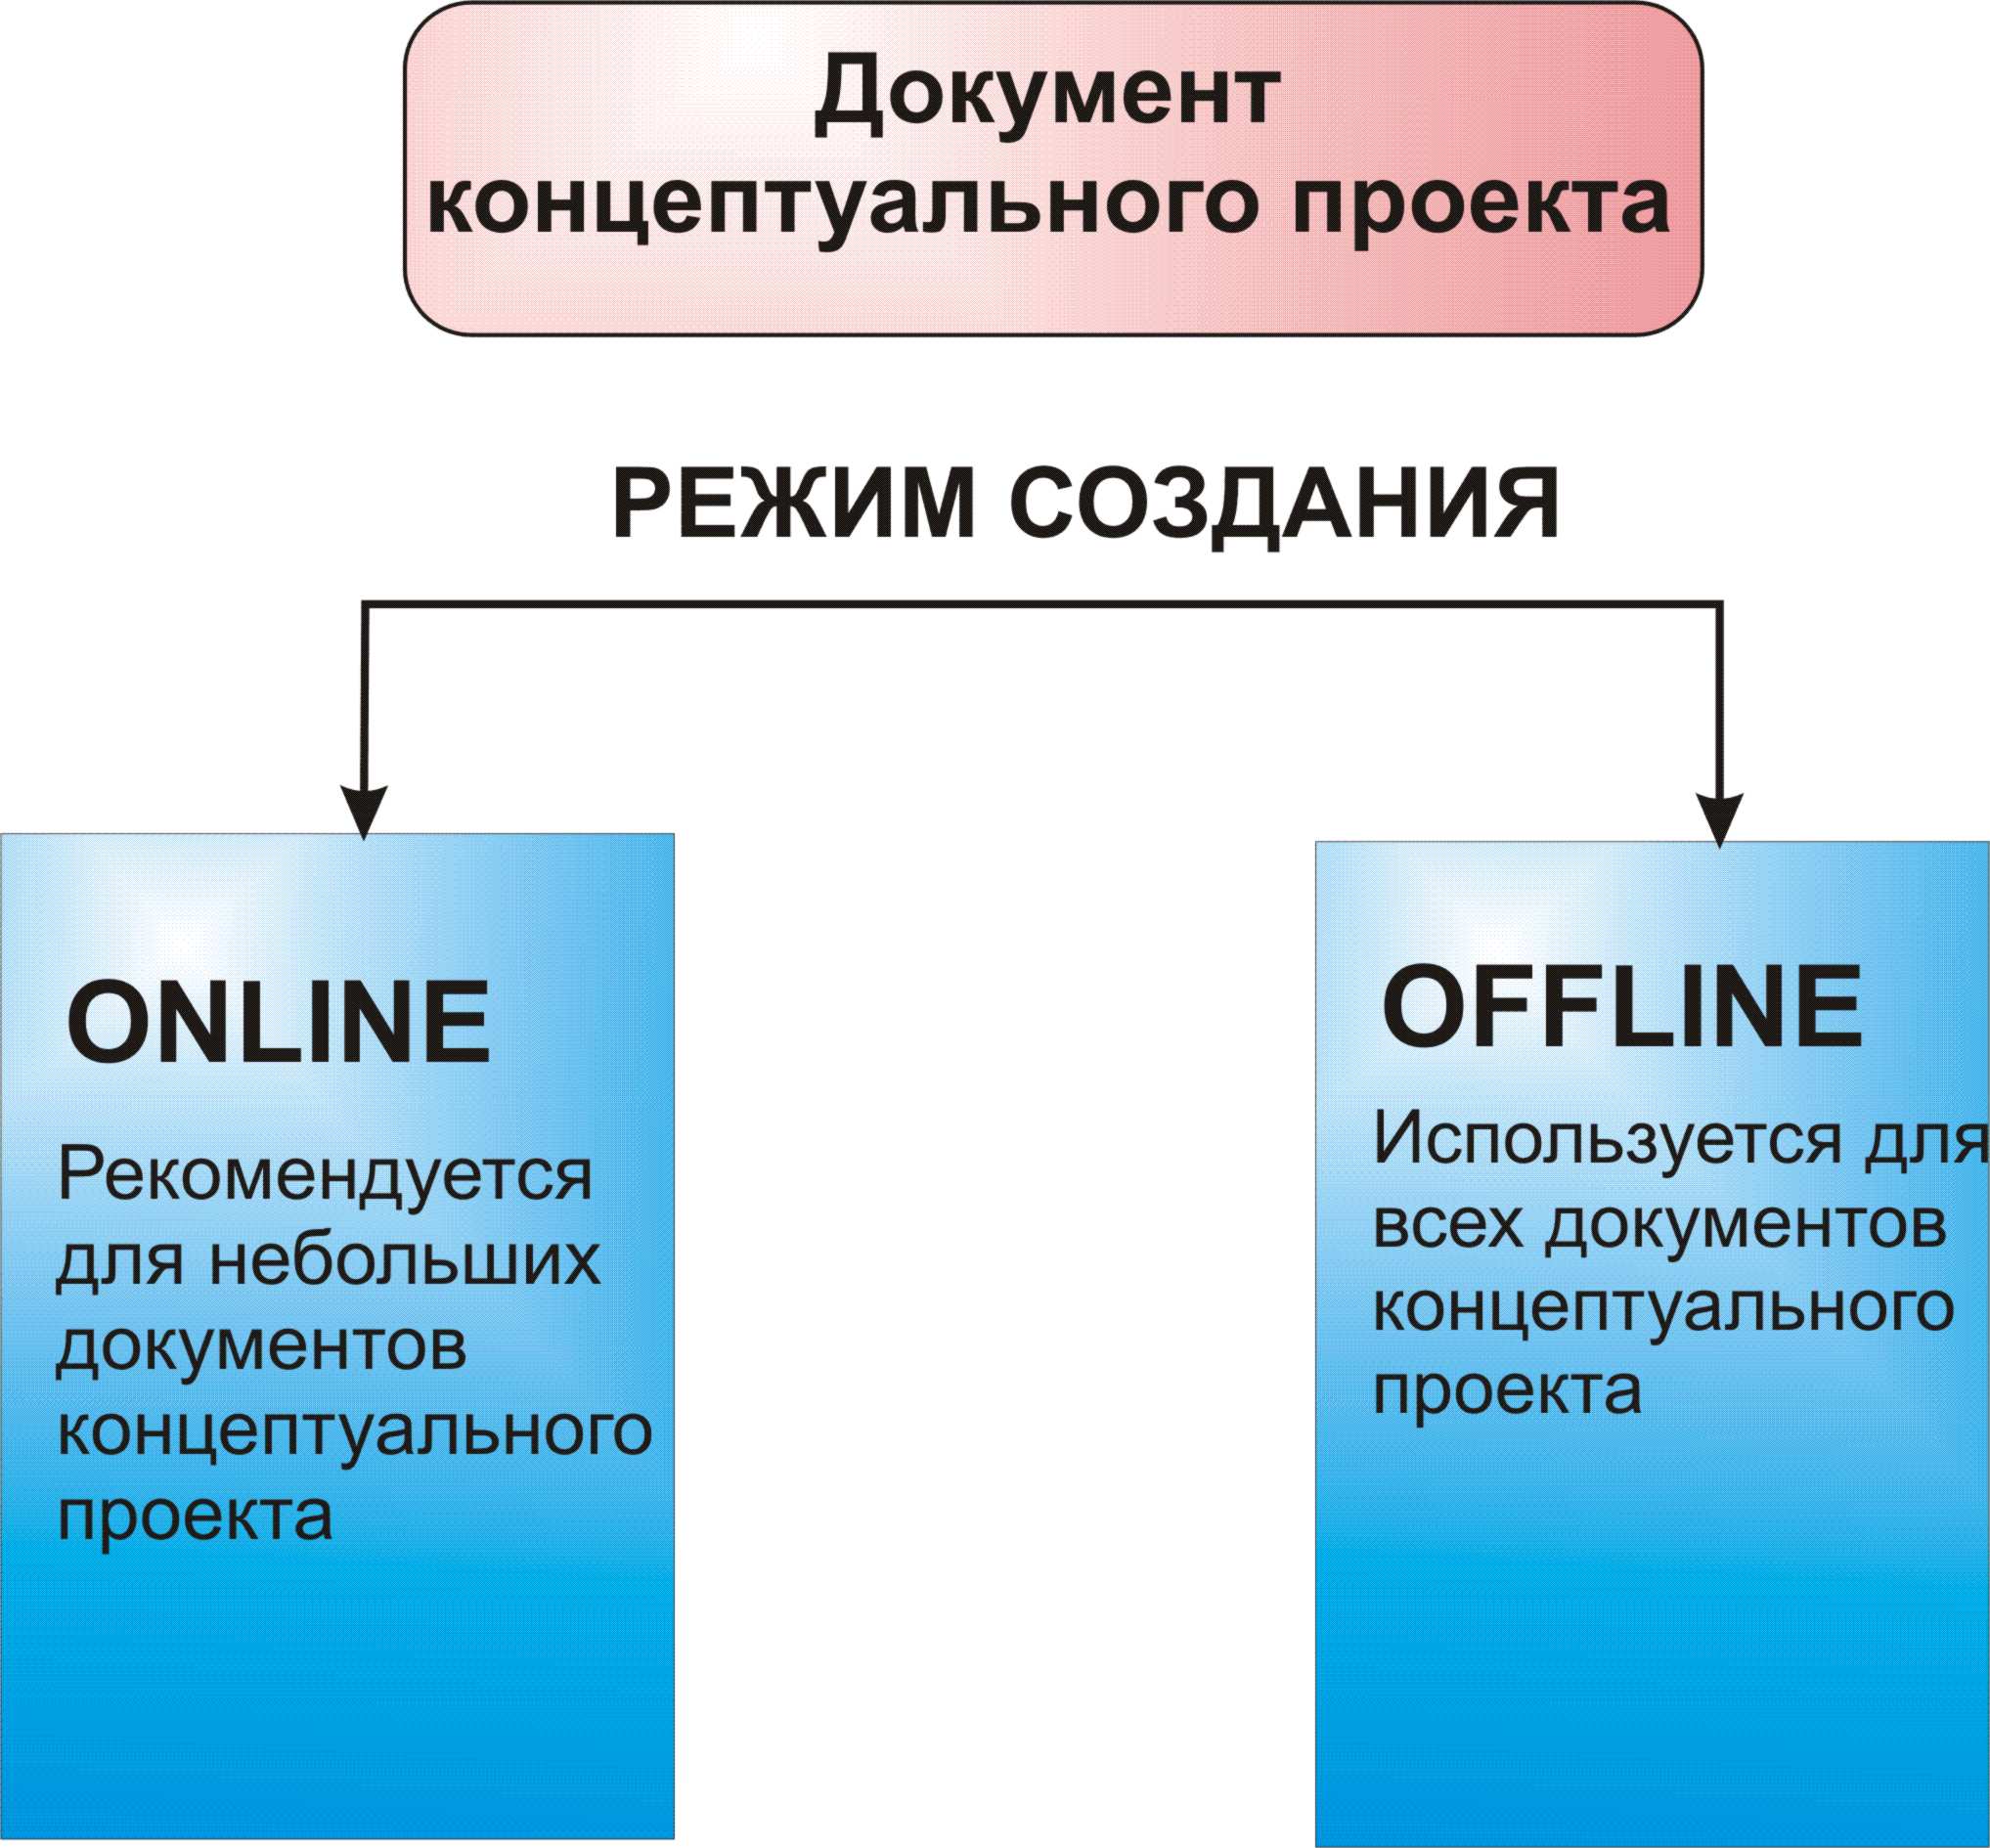 Документ
концептуального проекта
РЕЖИМ СОЗДАНИЯ
ONLINE
Рекомендуется
для небольших
документов
концептуального
проекта
OFFLINE
Используется для
всех документов
концептуального
проекта